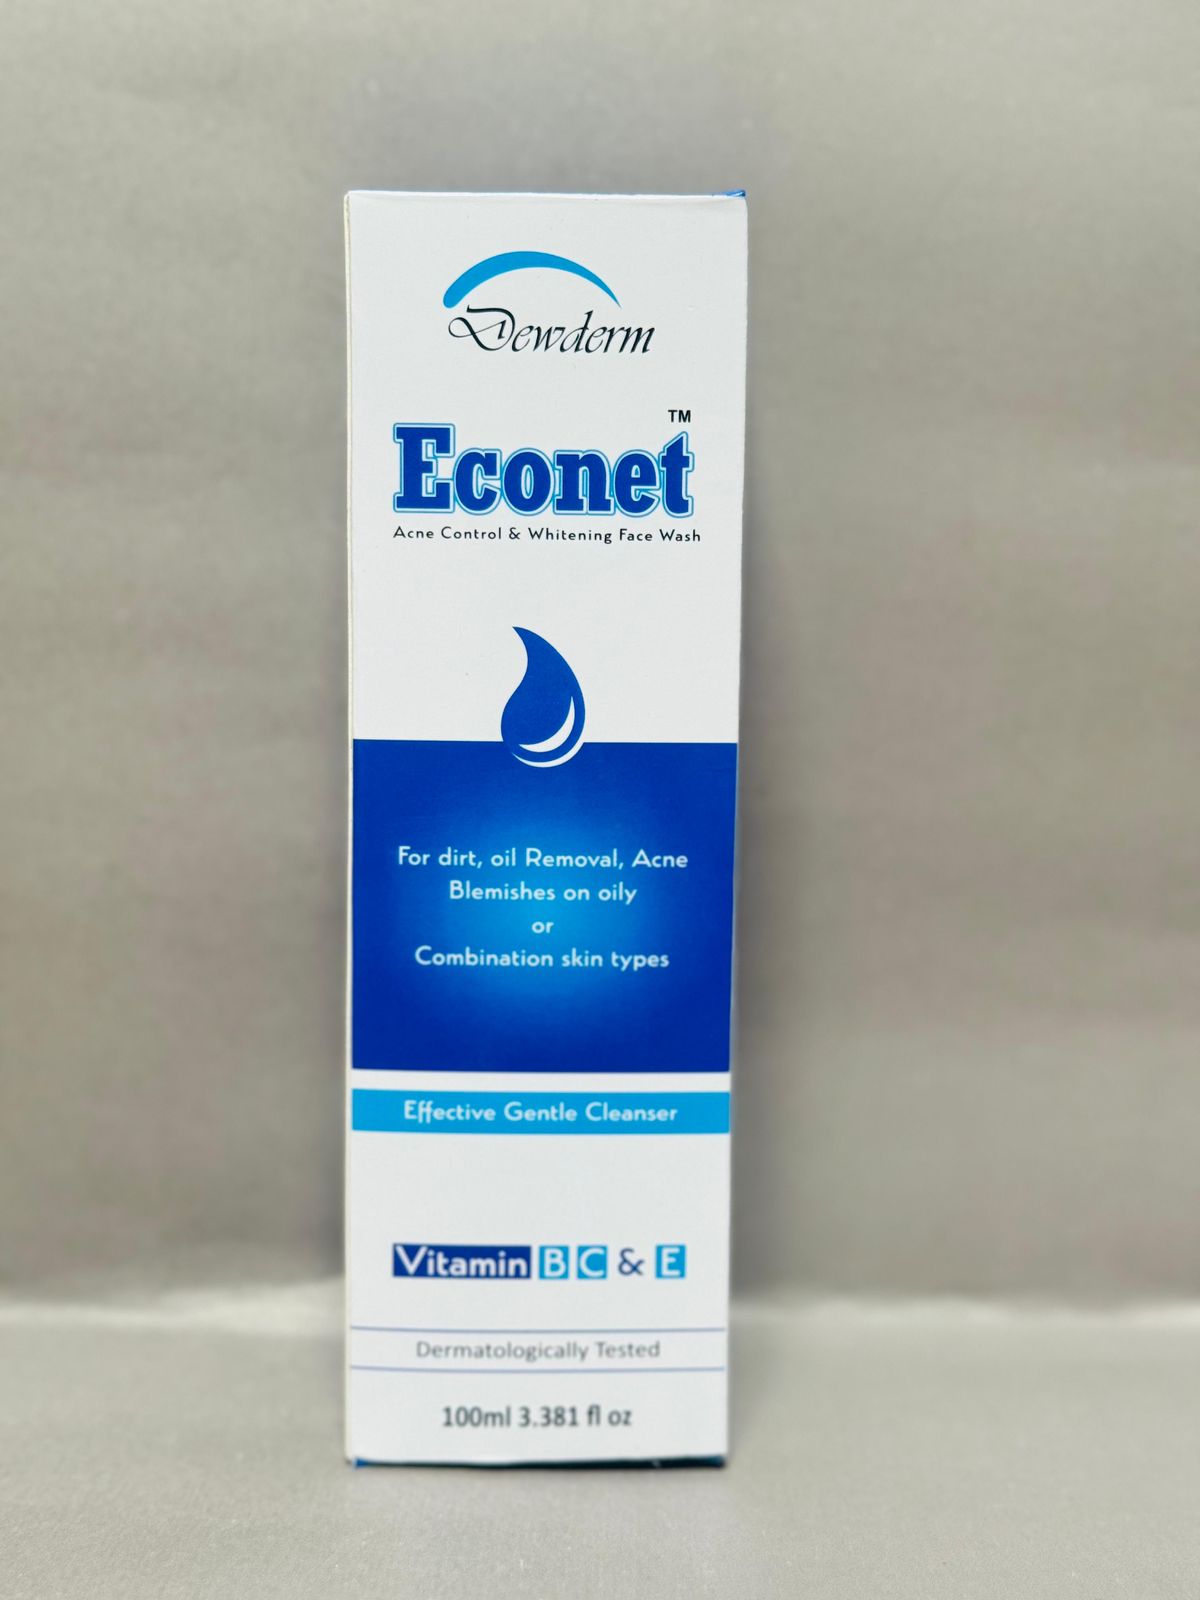 Dewderm
Econet™
Acne Control & Whitening Face Wash
For dirt, oil Removal, Acne
Blemishes on oily
or
Combination skin types
Effective Gentle Cleanser
Vitamin B C & E
Dermatologically Tested
100ml 3.381 fl oz